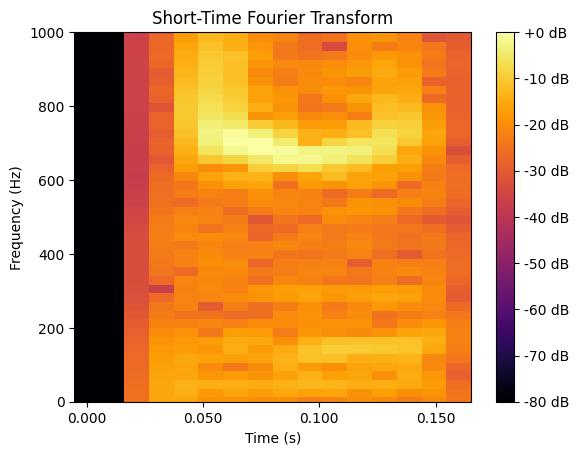 Short-Time Fourier Transform
1000
800
600
400
200
0
Frequency (Hz)
0.000
0.050
0.100
0.150
Time (s)
+0 dB
-10 dB
-20 dB
-30 dB
-40 dB
-50 dB
-60 dB
-70 dB
-80 dB